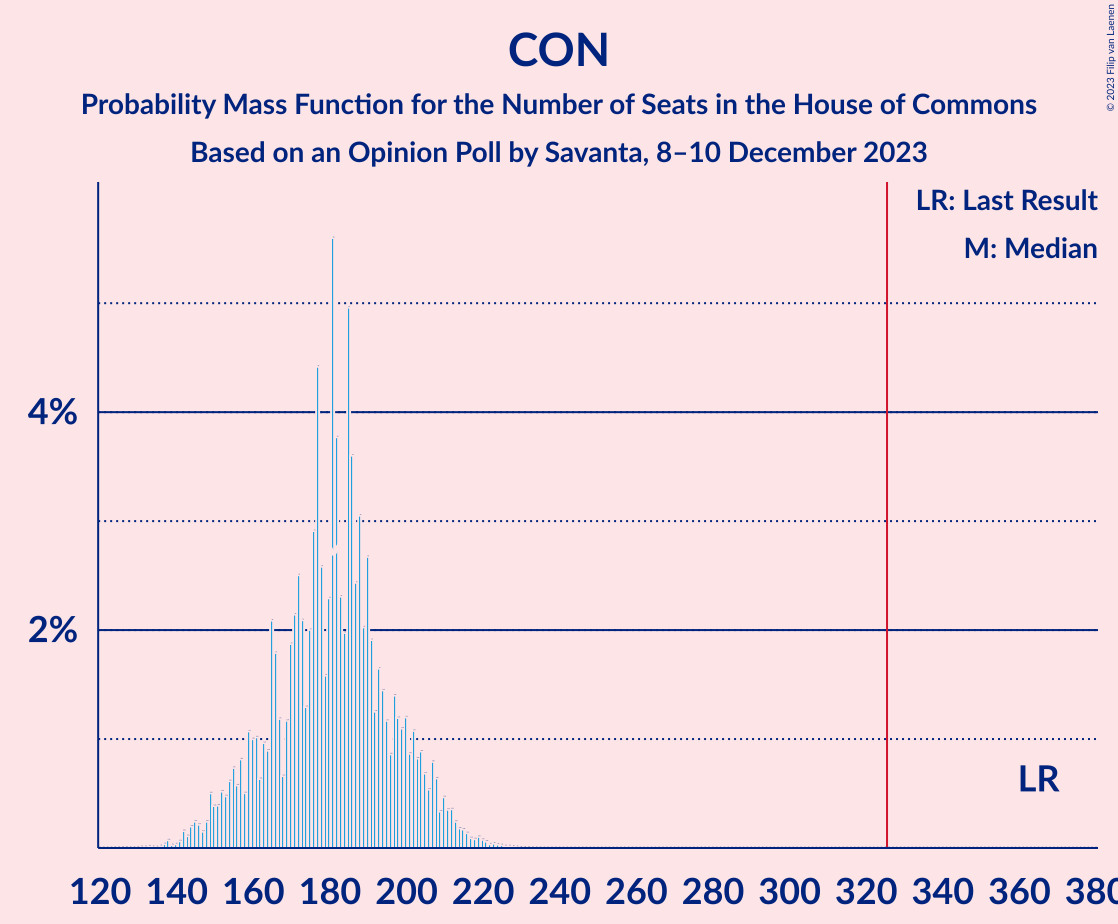 CON
Probability Mass Function for the Number of Seats in the House of Commons
Based on an Opinion Poll by Savanta, 8–10 December 2023
© 2023 Filip van Laenen
LR: Last Result
M: Median
4%
2%
LR
120 140 160 180 200 220 240 260 280 300 320 340 360 380